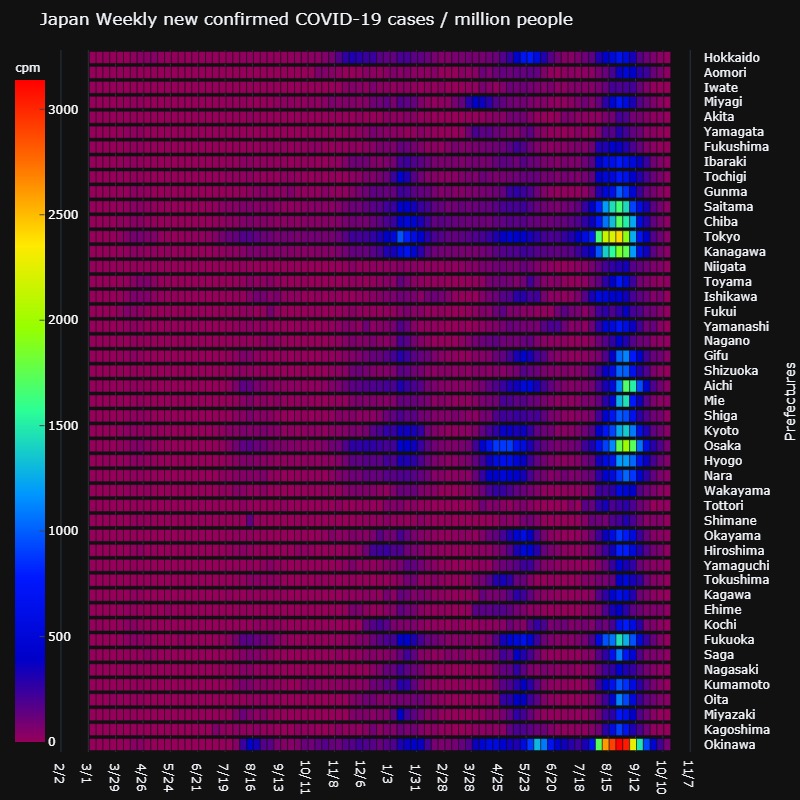 Japan Weekly new confirmed COVID-19 cases / million people
cpm
3000
2500
2000
1500
1000
500
0
Hokkaido
Aomori
Iwate
Miyagi
Akita
Yamagata
Fukushima
Ibaraki
Tochigi
Gunma
Saitama
Chiba
Tokyo
Kanagawa
Niigata
Toyama
Ishikawa
Fukui
Yamanashi
Nagano
Gifu
Shizuoka
Aichi
Mie
Shiga
Kyoto
Osaka
Hyogo
Nara
Wakayama
Tottori
Shimane
Okayama
Hiroshima
Yamaguchi
Tokushima
Kagawa
Ehime
Kochi
Fukuoka
Saga
Nagasaki
Kumamoto
Oita
Miyazaki
Kagoshima
Okinawa
Prefectures
2/2
3/1
3/29
4/26
5/24
6/21
7/19
8/16
9/13
10/11
11/8
12/6
1/3
1/31
2/28
3/28
4/25
5/23
6/20
7/18
8/15
9/12
10/10
11/7